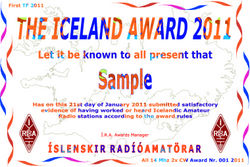 First TF 2011
THE ICELAND AWARD 2011
Let it be known to all present that
Sample
Has on this 21st day of January 2011 submitted satisfactory
evidence of having worked or heard Icelandic Amateur
Radio stations according to the award rules
I.R.A. Awards Manager
ÍSLENSKIR RADÍÓAMATÖRAR
All 14 Mhz 2x CW Award Nr. 001 2011